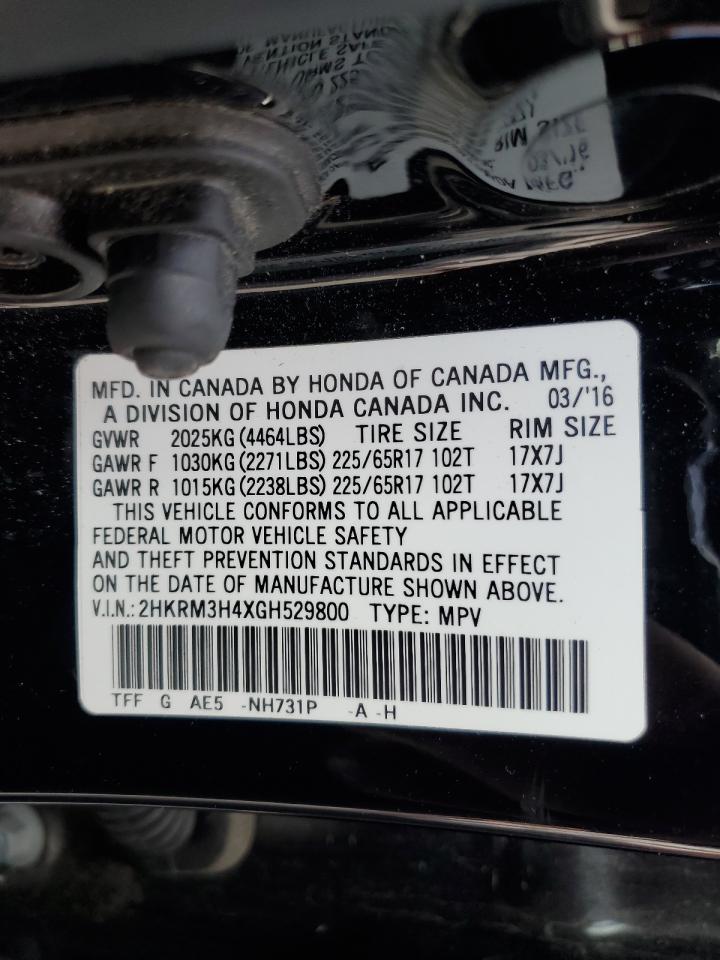 MFD. IN CANADA BY HONDA OF CANADA MFG.,
A DIVISION OF HONDA CANADA INC. 03/'16
GVWR 2025KG (4464LBS) TIRE SIZE RIM SIZE
GAWR F 1030KG (2271LBS) 225/65R17 102T 17X7J
GAWR R 1015KG (2238LBS) 225/65R17 102T 17X7J
THIS VEHICLE CONFORMS TO ALL APPLICABLE
FEDERAL MOTOR VEHICLE SAFETY
AND THEFT PREVENTION STANDARDS IN EFFECT
ON THE DATE OF MANUFACTURE SHOWN ABOVE.
V.I.N.: 2HKRM3H4XGH529800 TYPE: MPV
TFF G AE5 -NH731P -A -H